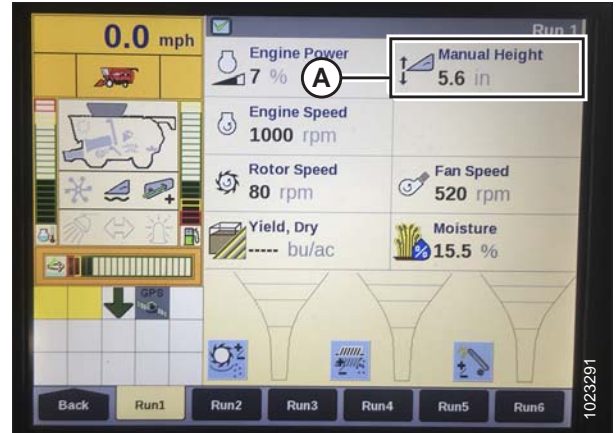 0.0 mph
Run 1
Engine Power
7 %
A
Manual Height
5.6 in
Engine Speed
1000 rpm
Rotor Speed
80 rpm
Fan Speed
520 rpm
Yield, Dry
----- bu/ac
Moisture
15.5 %
GPS
Back
Run1
Run2
Run3
Run4
Run5
Run6
1023291